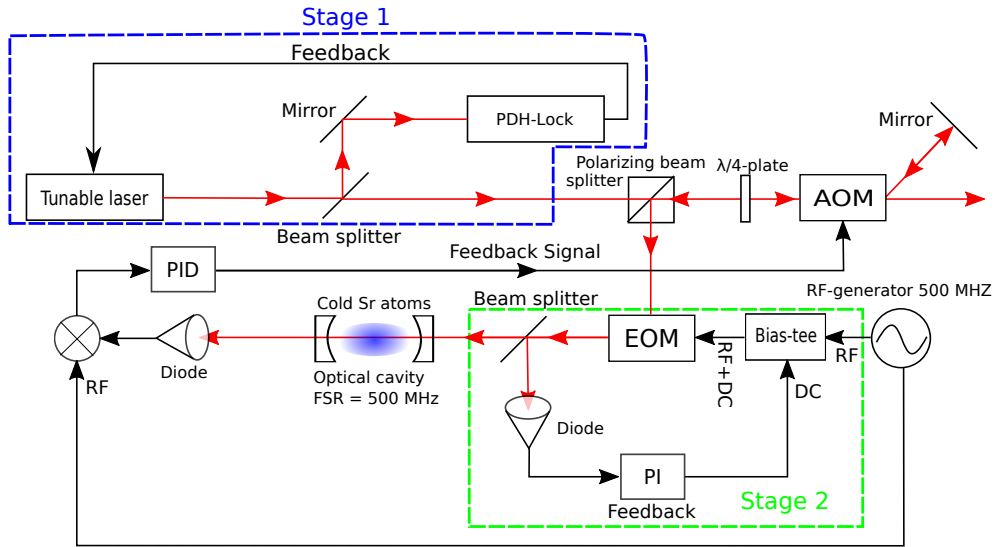 Stage 1
Feedback
Mirror
PDH-Lock
Mirror
Polarizing beam
splitter
λ/4-plate
Tunable laser
AOM
Beam splitter
PID
Feedback Signal
RF-generator 500 MHZ
Cold Sr atoms
Beam splitter
EOM
Bias-tee
RF
RF+DC
DC
RF
Diode
Optical cavity
FSR = 500 MHz
Diode
PI
Feedback
Stage 2